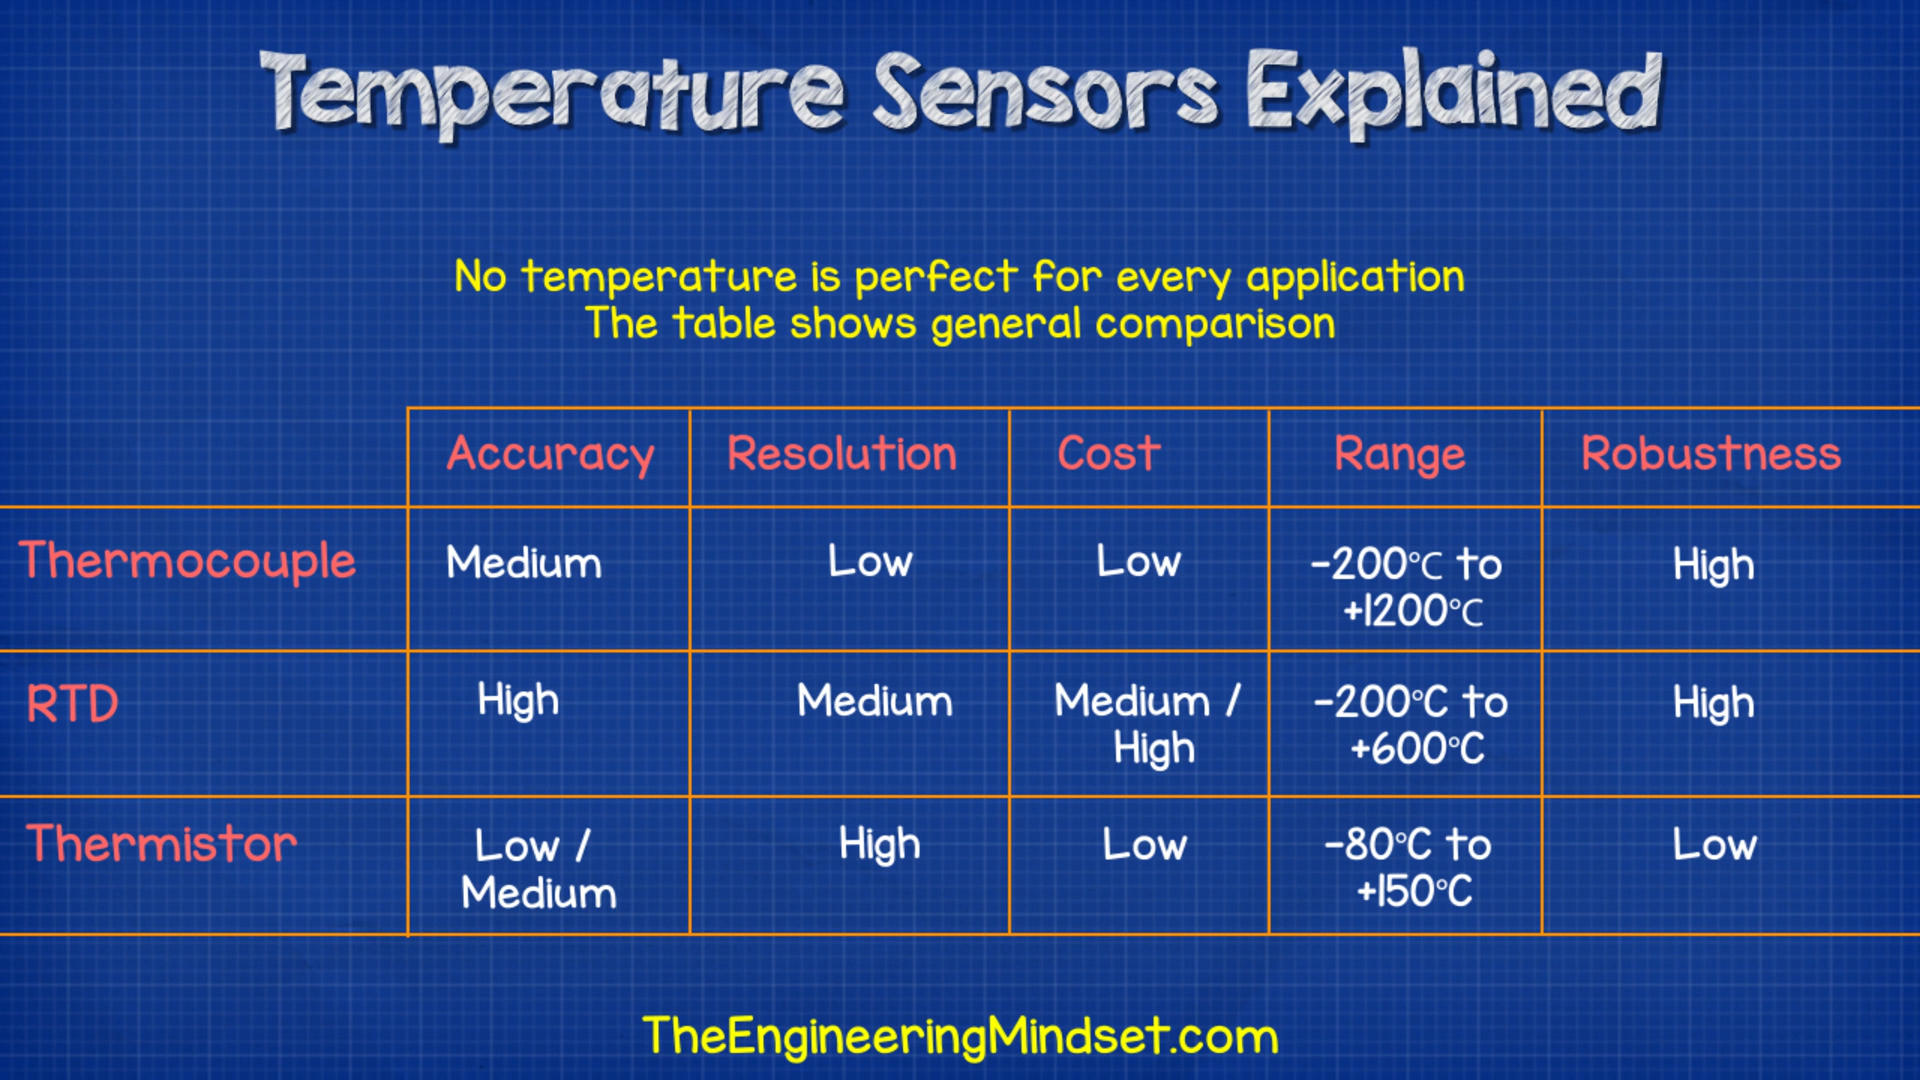 Temperature Sensors Explained
No temperature is perfect for every application
The table shows general comparison
Accuracy Resolution Cost Range Robustness
Thermocouple Medium Low Low -200°C to High
+1200°C
RTD High Medium Medium / -200°C to High
High +600°C
Thermistor Low / High Low -80°C to Low
Medium +150°C
TheEngineeringMindset.com